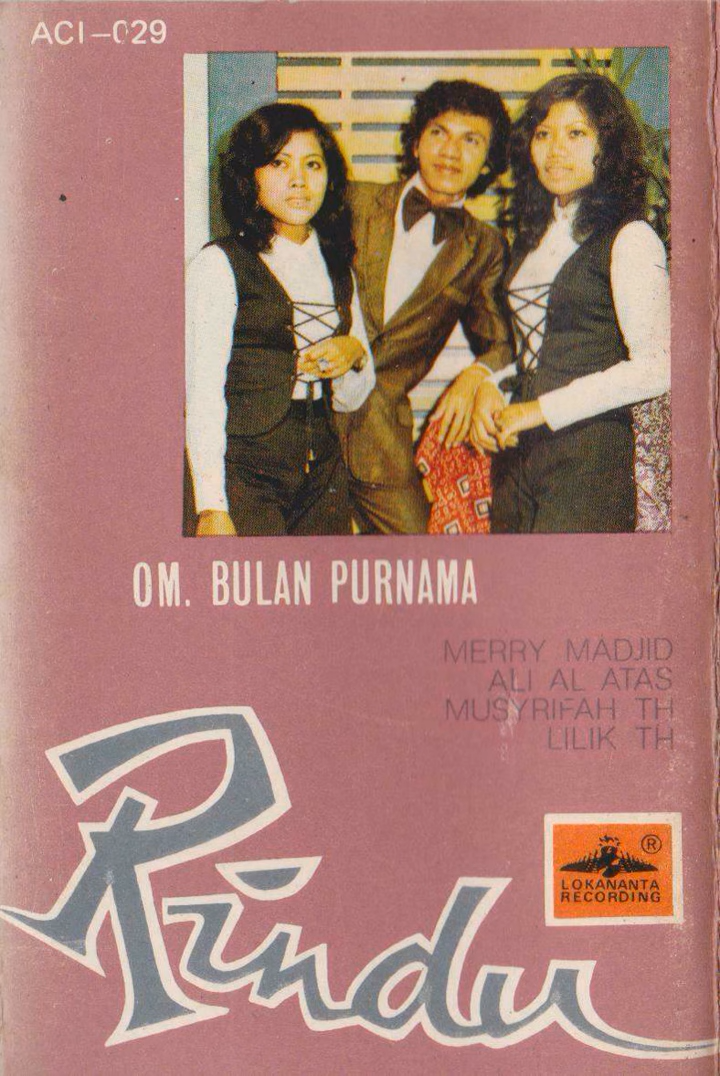 ACI–029
OM. BULAN PURNAMA
MERRY MADJID
ALI AL ATAS
MUSYRIFAH TH
LILIK TH
Rindu
®
LOKANANTA
RECORDING